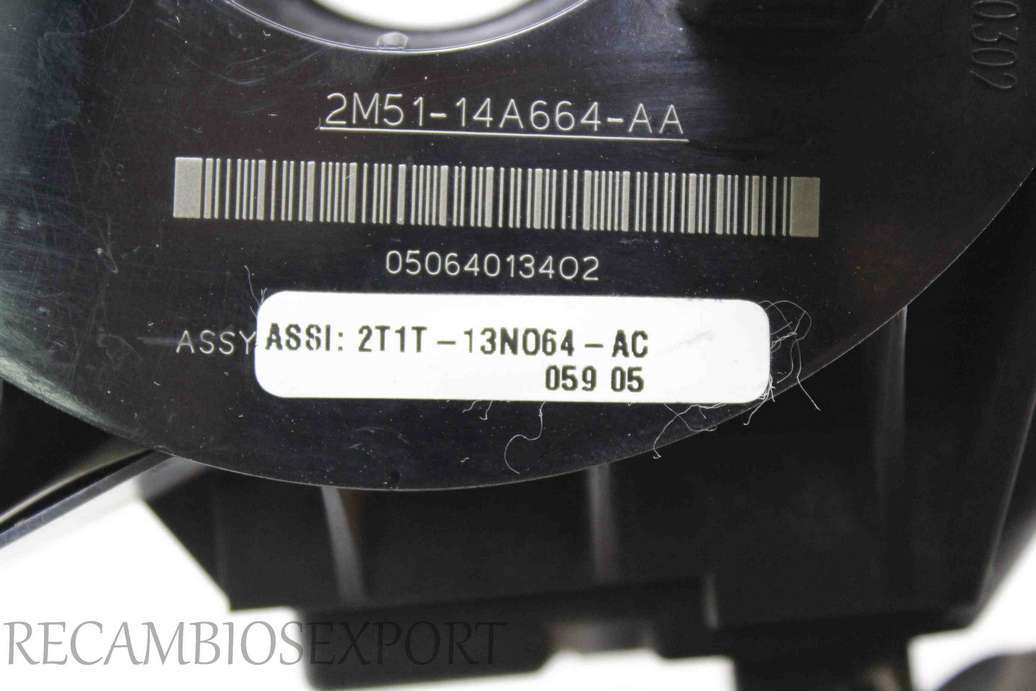 2M51-14A664-AA
05064013402
ASSY
ASSI: 2T1T-13N064-AC
059 05
RECAMBIOSEXPORT